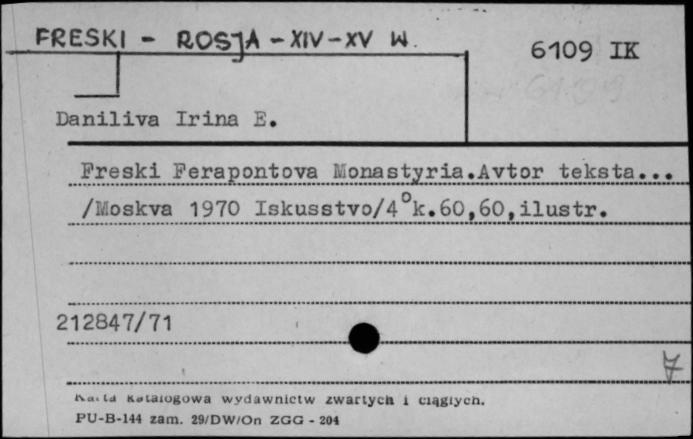 FRESKI - ROSJA - XIV-XV W.
6109 IK
6109
Daniliva Irina E.
Freski Ferapontova Monastyria.Avtor teksta...
/Moskva 1970 Iskusstvo/4°k.60,60,ilustr.
212847/71
Karta katalogowa wydawnictw zwartych i ciągłych.
PU-B-144 zam. 29/DW/On ZGG - 204